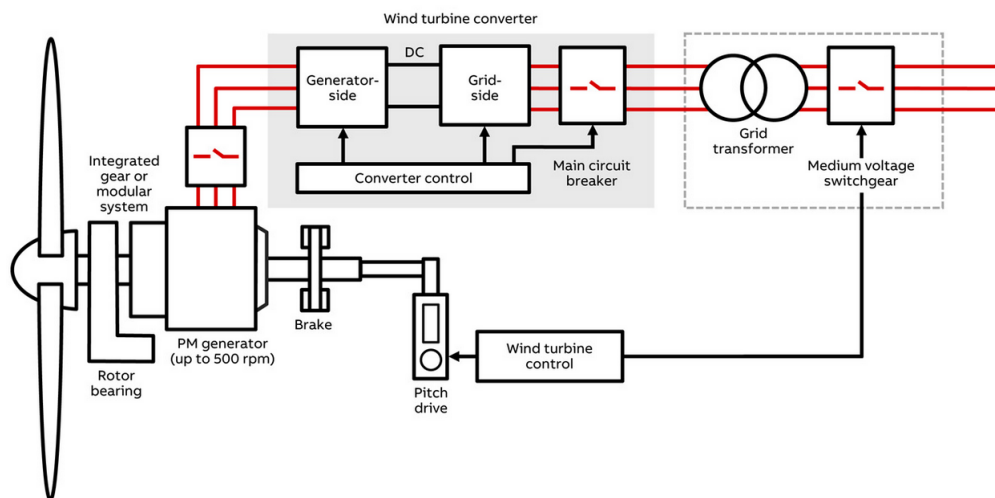 Wind turbine converter
DC
Generator-
side
Grid-
side
Grid
transformer
Integrated
gear or
modular
system
Converter control
Main circuit
breaker
Medium voltage
switchgear
Brake
PM generator
(up to 500 rpm)
Wind turbine
control
Rotor
bearing
Pitch
drive